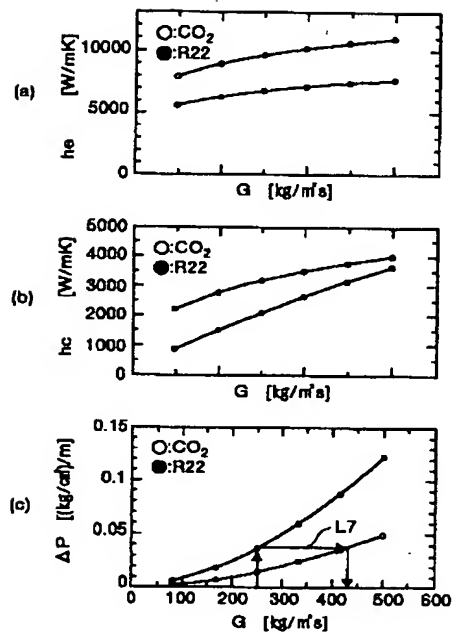 (a)
he [W/mK]
10000
5000
0
○:CO₂
●:R22
G [kg/m²s]
(b)
hc [W/mK]
5000
4000
3000
2000
1000
0
○:CO₂
●:R22
G [kg/m²s]
(c)
ΔP [(kg/cm²)/m]
0.15
0.1
0.05
0
○:CO₂
●:R22
L7
0 100 200 300 400 500 600
G [kg/m²s]